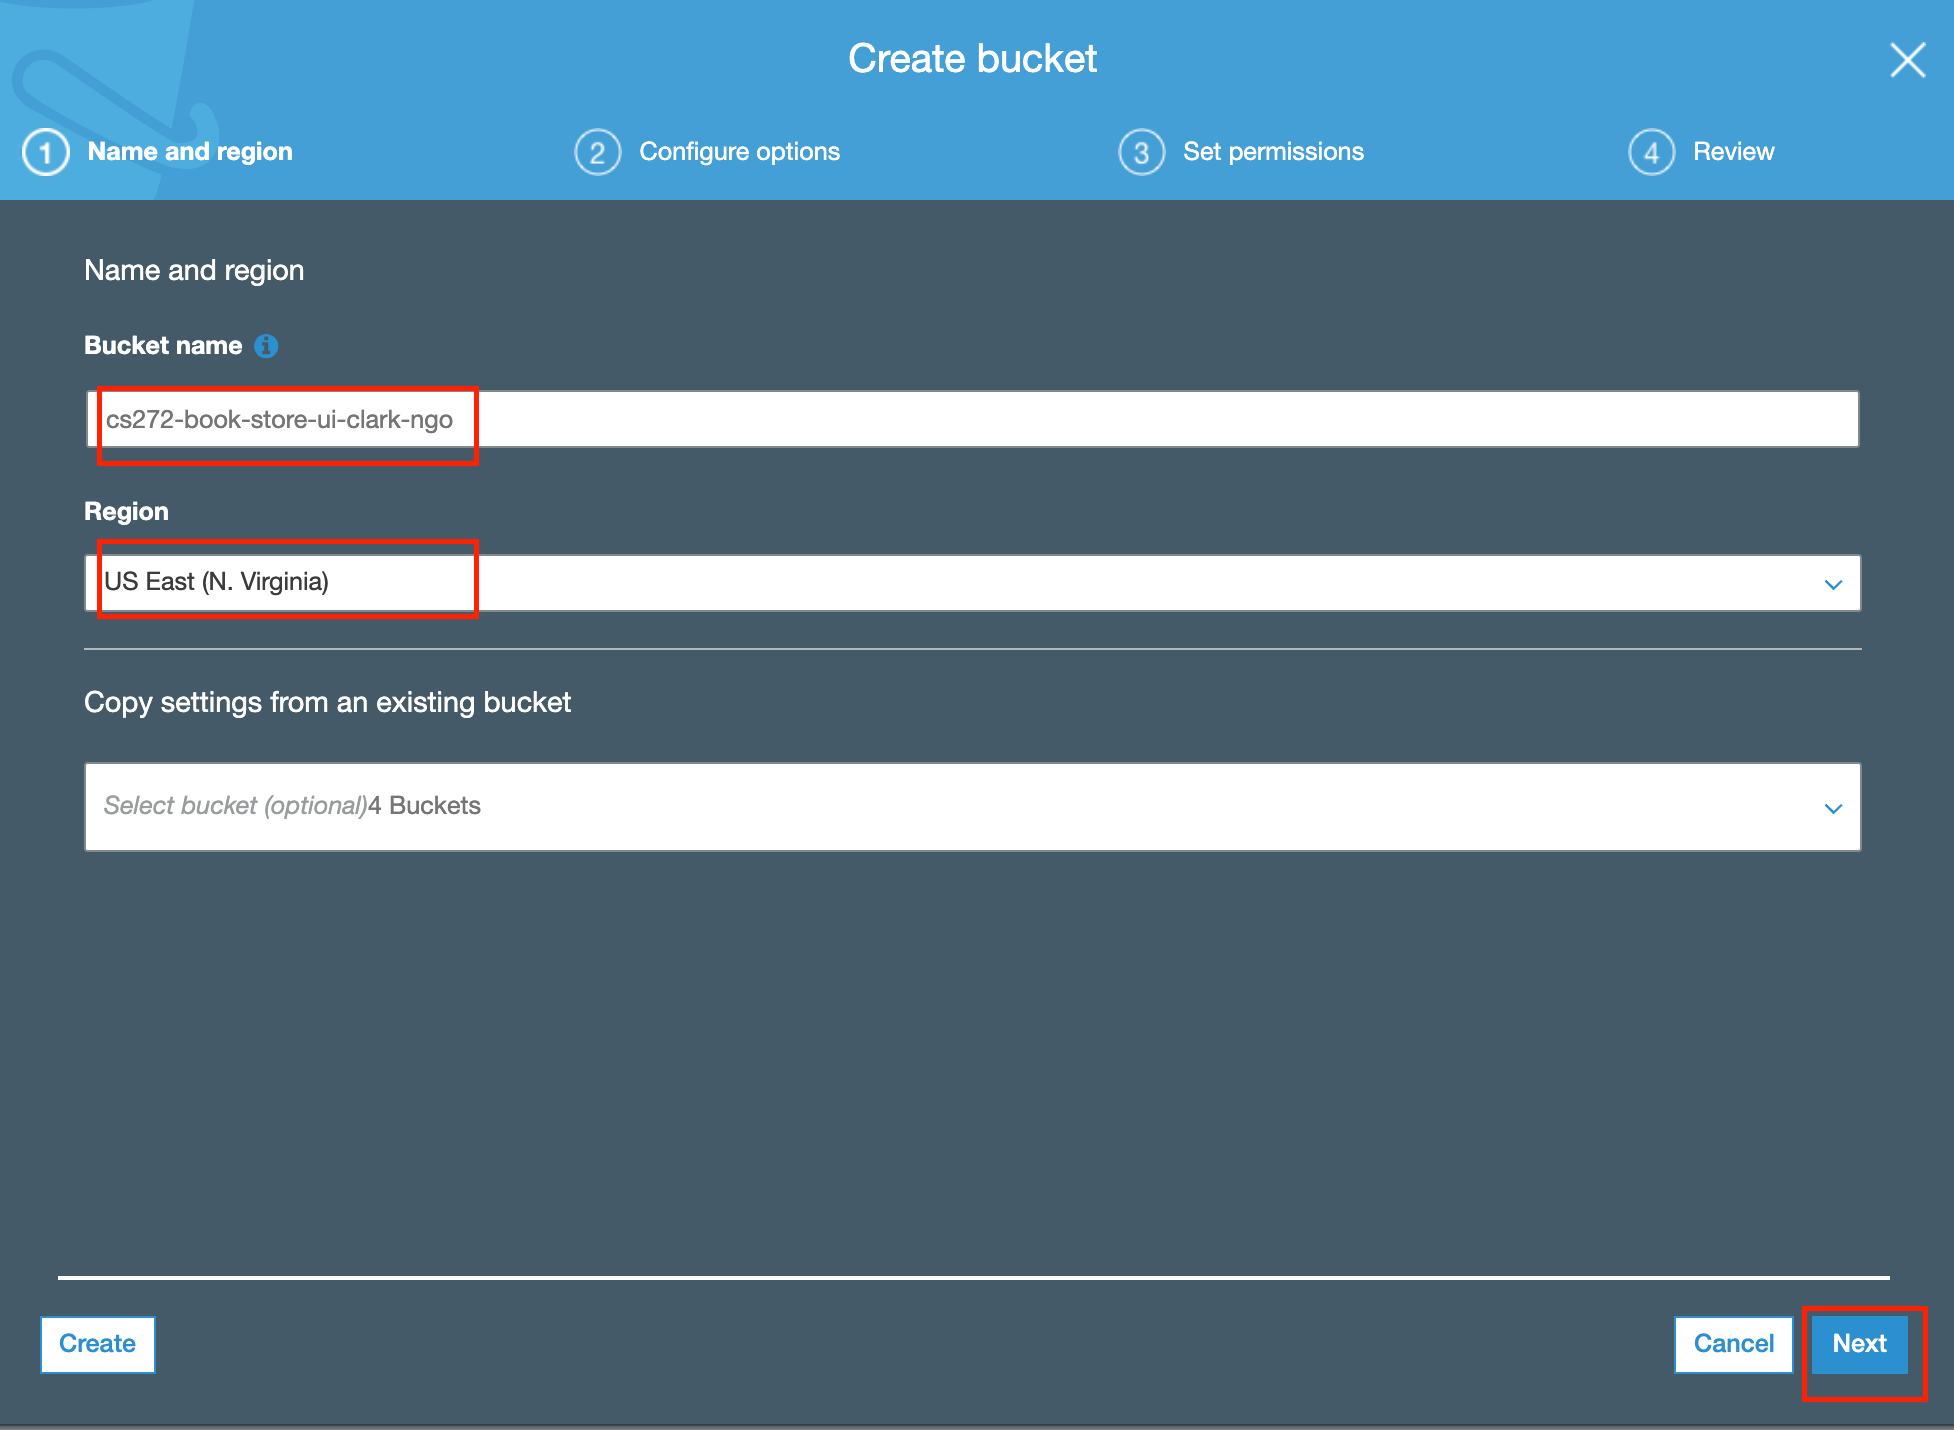 Create bucket
1 Name and region
2 Configure options
3 Set permissions
4 Review
Name and region
Bucket name
cs272-book-store-ui-clark-ngo
Region
US East (N. Virginia)
Copy settings from an existing bucket
Select bucket (optional)4 Buckets
Create
Cancel
Next